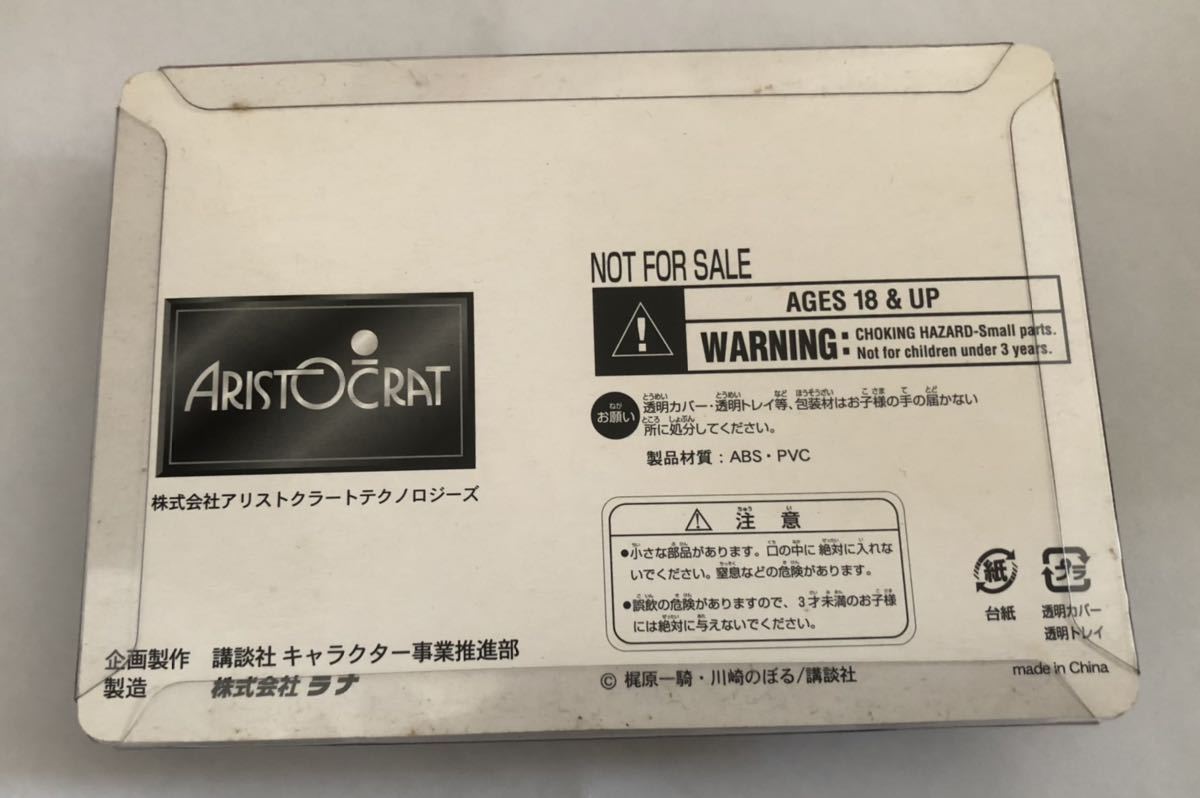 NOT FOR SALE
AGES 18 & UP
WARNING: CHOKING HAZARD-Small parts.
Not for children under 3 years.
ARISTOCRAT
株式会社アリストクラートテクノロジーズ
お願い 透明カバー・透明トレイ等、包装材はお子様の手の届かない
所に処分してください。
製品材質：ABS・PVC
注意
●小さな部品があります。口の中に絶対に入れな
いでください。窒息などの危険があります。
●誤飲の危険がありますので、3才未満のお子様
には絶対に与えないでください。
紙
台紙
プラ
透明カバー
透明トレイ
企画製作 講談社 キャラクター事業推進部
製造 株式会社 ラナ
© 梶原一騎・川崎のぼる/講談社
made in China